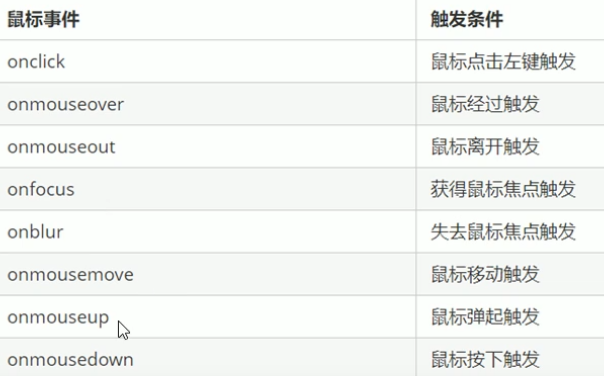 鼠标事件 触发条件
onclick 鼠标点击左键触发
onmouseover 鼠标经过触发
onmouseout 鼠标离开触发
onfocus 获得鼠标焦点触发
onblur 失去鼠标焦点触发
onmousemove 鼠标移动触发
onmouseup 鼠标弹起触发
onmousedown 鼠标按下触发